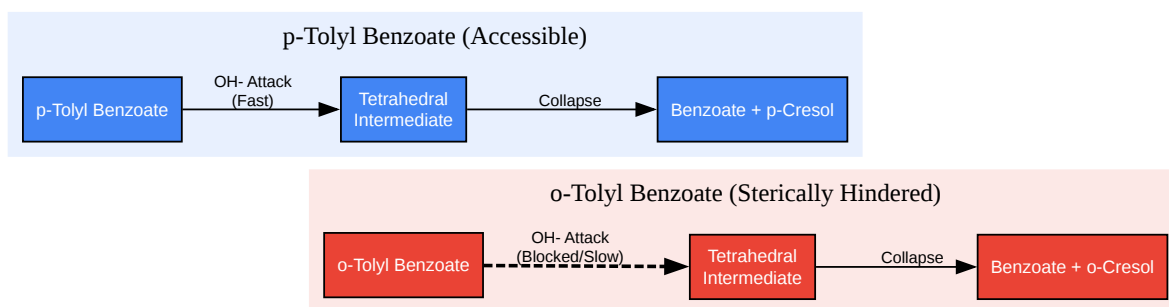 p-Tolyl Benzoate (Accessible)
p-Tolyl Benzoate
OH- Attack
(Fast)
Tetrahedral
Intermediate
Collapse
Benzoate + p-Cresol
o-Tolyl Benzoate (Sterically Hindered)
o-Tolyl Benzoate
OH- Attack
(Blocked/Slow)
Tetrahedral
Intermediate
Collapse
Benzoate + o-Cresol